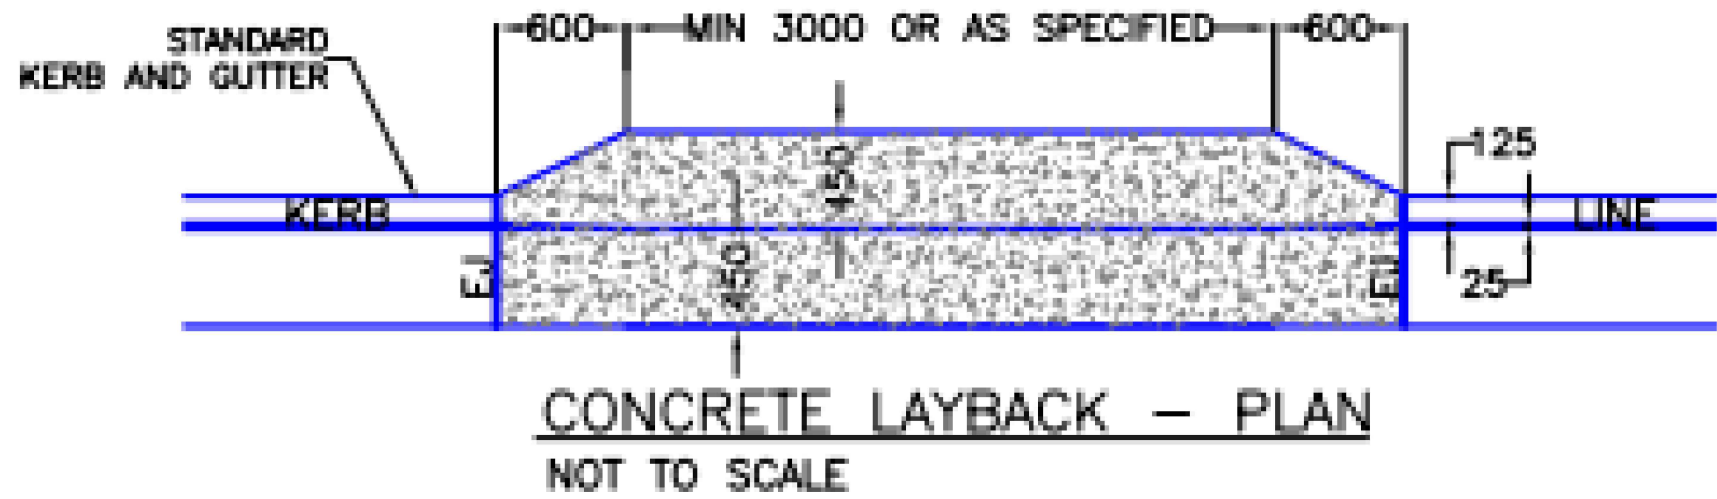 600 MIN 3000 OR AS SPECIFIED 600
STANDARD
KERB AND GUTTER
125
450
KERB LINE
450
EJ EJ
25
CONCRETE LAYBACK – PLAN
NOT TO SCALE